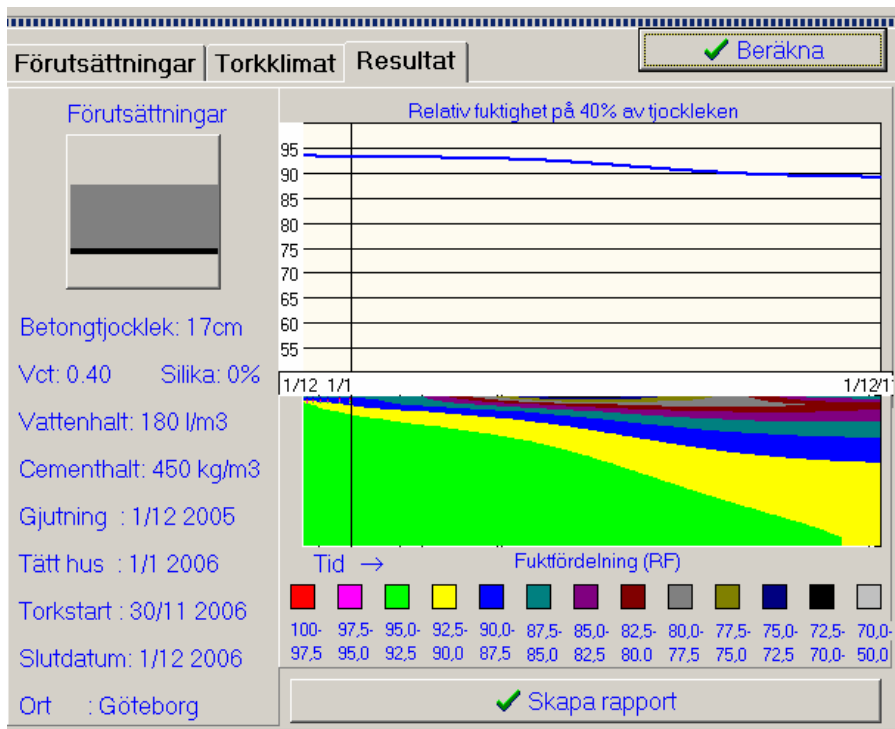 Förutsättningar
Torkklimat
Resultat
Beräkna
Förutsättningar
Betongtjocklek: 17cm
Vct: 0.40 Silika: 0%
Vattenhalt: 180 l/m3
Cementhalt: 450 kg/m3
Gjutning : 1/12 2005
Tätt hus : 1/1 2006
Torkstart : 30/11 2006
Slutdatum: 1/12 2006
Ort : Göteborg
Relativ fuktighet på 40% av tjockleken
95
90
85
80
75
70
65
60
55
1/12 1/1 1/12/1
Tid → Fuktfördelning (RF)
100- 97,5- 95,0- 92,5- 90,0- 87,5- 85,0- 82,5- 80,0- 77,5- 75,0- 72,5- 70,0-
97,5 95,0 92,5 90,0 87,5 85,0 82,5 80.0 77,5 75,0 72,5 70,0- 50,0
Skapa rapport